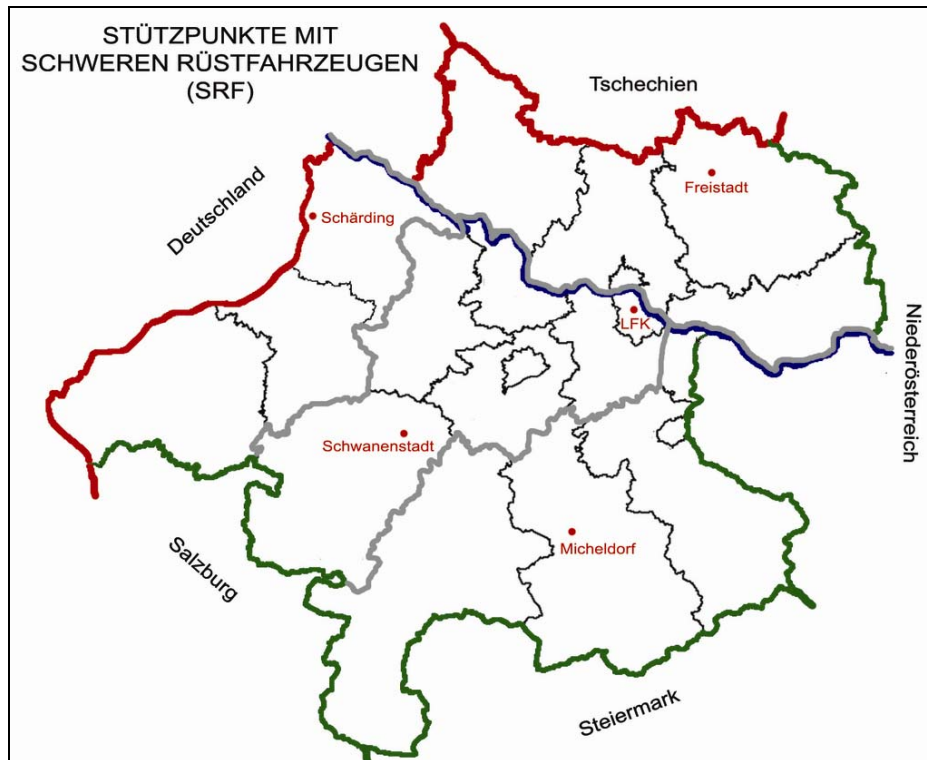 STÜTZPUNKTE MIT
SCHWEREN RÜSTFAHRZEUGEN
(SRF)
Tschechien
Deutschland
Freistadt
Schärding
LFK
Niederösterreich
Schwanenstadt
Micheldorf
Salzburg
Steiermark